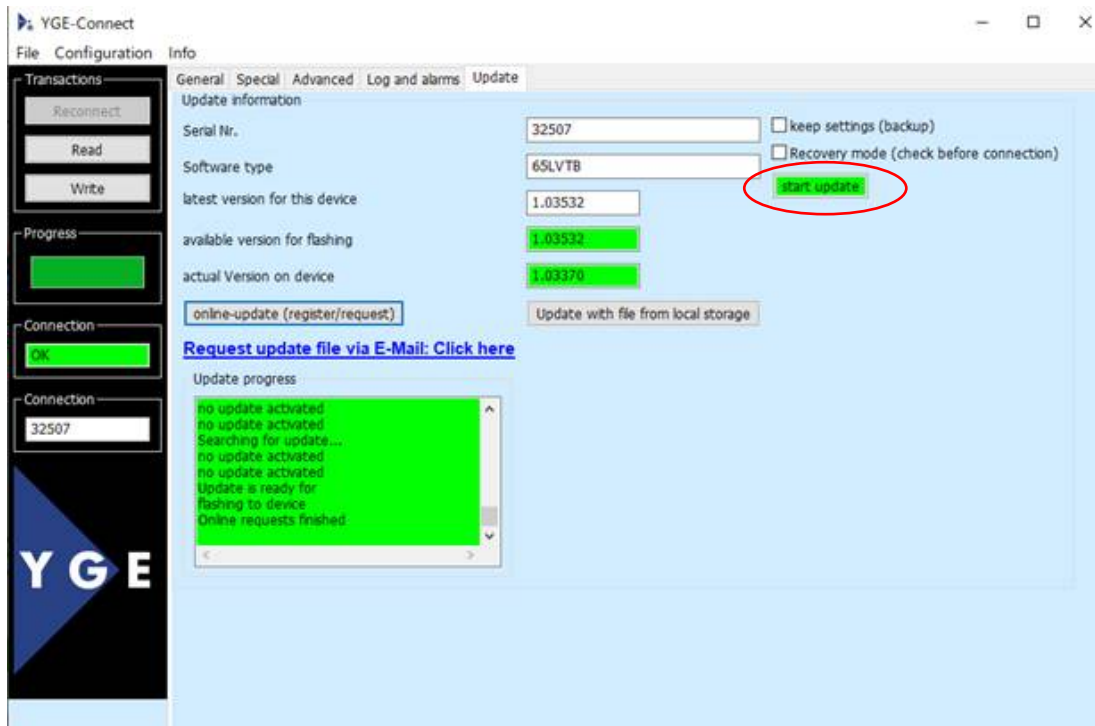 YGE-Connect
File Configuration Info
Transactions
Reconnect
Read
Write
Progress
Connection
OK
Connection
32507
Y G E
General Special Advanced Log and alarms Update
Update information
Serial Nr. 32507
keep settings (backup)
Software type 65LVTB
Recovery mode (check before connection)
start update
latest version for this device 1.03532
available version for flashing 1.03532
actual Version on device 1.03370
online-update (register/request) Update with file from local storage
Request update file via E-Mail: Click here
Update progress
no update activated
no update activated
Searching for update...
no update activated
no update activated
Update is ready for
flashing to device
Online requests finished